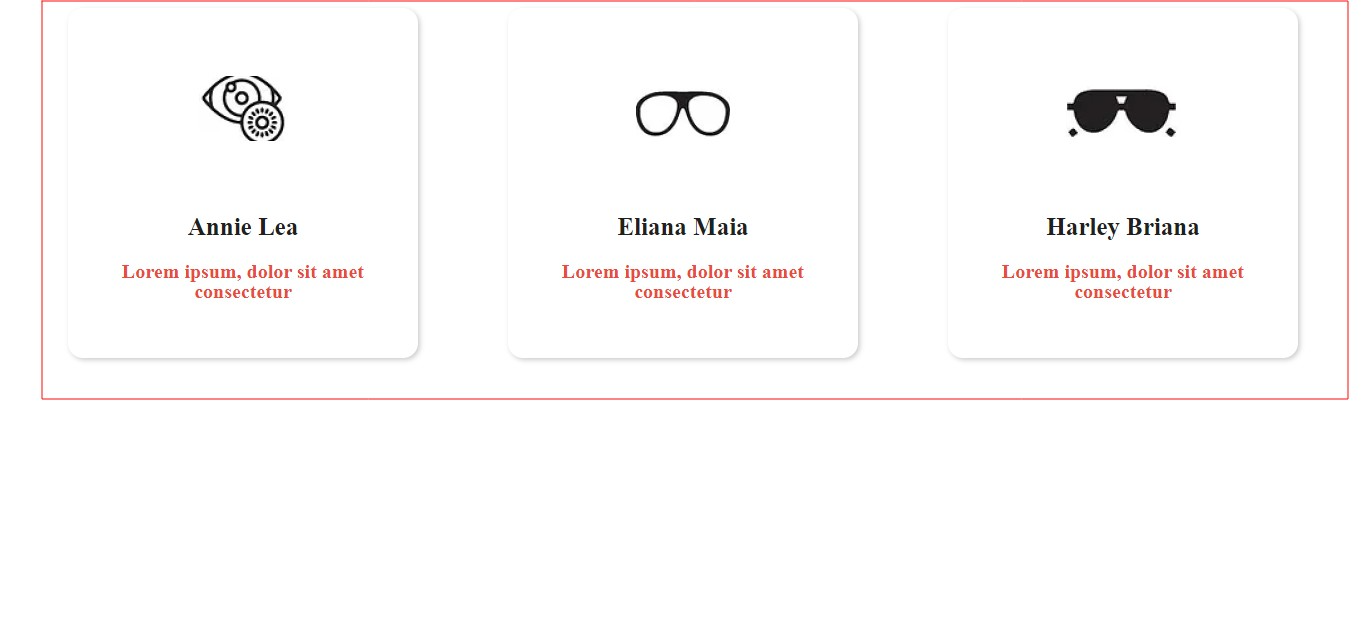 Annie Lea
Lorem ipsum, dolor sit amet
consectetur
Eliana Maia
Lorem ipsum, dolor sit amet
consectetur
Harley Briana
Lorem ipsum, dolor sit amet
consectetur